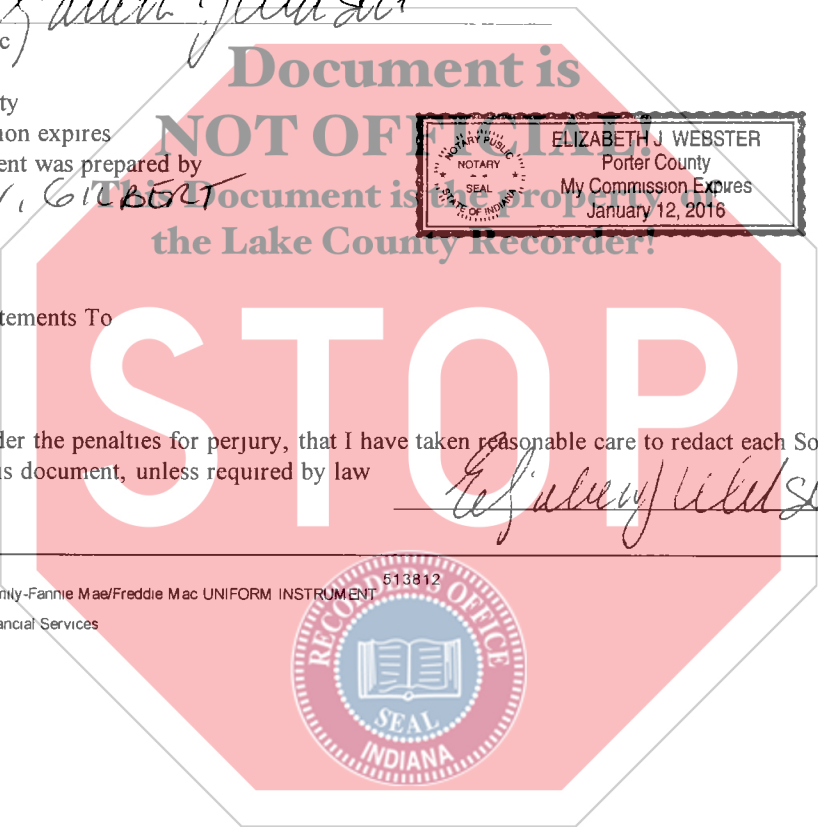 c
Document is
ty
NOT OFFICIAL!
ion expires
ent was prepared by
V. GILBERT
This Document is the property of
the Lake County Recorder!
NOTARY PUBLIC
NOTARY
SEAL
STATE OF INDIANA
ELIZABETH J WEBSTER
Porter County
My Commission Expires
January 12, 2016
tements To
STOP
der the penalties for perjury, that I have taken reasonable care to redact each So
is document, unless required by law
513812
mily-Fannie Mae/Freddie Mac UNIFORM INSTRUMENT
ancial Services
RECORDER'S OFFICE
SEAL
INDIANA